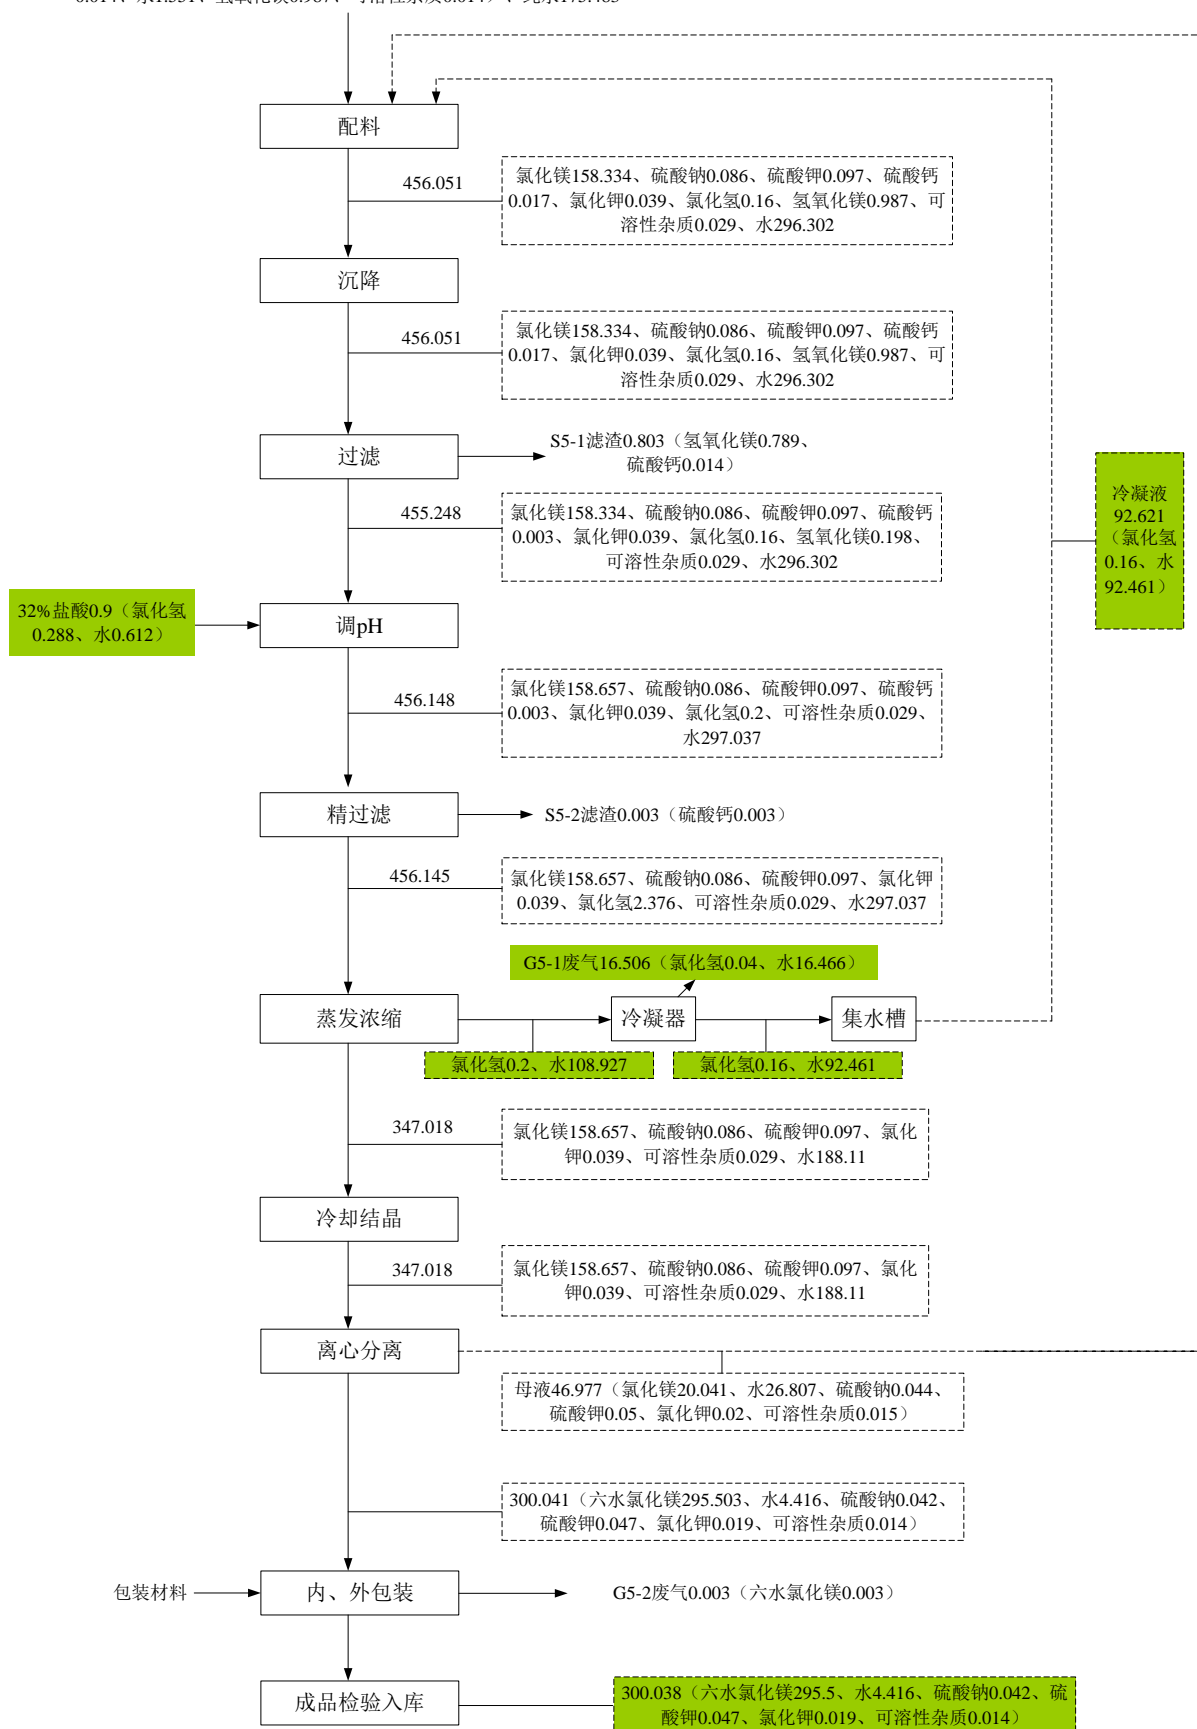 配料
456.051
氯化镁158.334、硫酸钠0.086、硫酸钾0.097、硫酸钙
0.017、氯化钾0.039、氯化氢0.16、氢氧化镁0.987、可
溶性杂质0.029、水296.302
沉降
456.051
氯化镁158.334、硫酸钠0.086、硫酸钾0.097、硫酸钙
0.017、氯化钾0.039、氯化氢0.16、氢氧化镁0.987、可
溶性杂质0.029、水296.302
过滤
S5-1滤渣0.803（氢氧化镁0.789、
硫酸钙0.014）
455.248
氯化镁158.334、硫酸钠0.086、硫酸钾0.097、硫酸钙
0.003、氯化钾0.039、氯化氢0.16、氢氧化镁0.198、
可溶性杂质0.029、水296.302
冷凝液
92.621
（氯化氢
0.16、水
92.461）
32%盐酸0.9（氯化氢
0.288、水0.612）
调pH
456.148
氯化镁158.657、硫酸钠0.086、硫酸钾0.097、硫酸钙
0.003、氯化钾0.039、氯化氢0.2、可溶性杂质0.029、
水297.037
精过滤
S5-2滤渣0.003（硫酸钙0.003）
456.145
氯化镁158.657、硫酸钠0.086、硫酸钾0.097、氯化钾
0.039、氯化氢2.376、可溶性杂质0.029、水297.037
G5-1废气16.506（氯化氢0.04、水16.466）
蒸发浓缩
冷凝器
集水槽
氯化氢0.2、水108.927
氯化氢0.16、水92.461
347.018
氯化镁158.657、硫酸钠0.086、硫酸钾0.097、氯化
钾0.039、可溶性杂质0.029、水188.11
冷却结晶
347.018
氯化镁158.657、硫酸钠0.086、硫酸钾0.097、氯化
钾0.039、可溶性杂质0.029、水188.11
离心分离
母液46.977（氯化镁20.041、水26.807、硫酸钠0.044、
硫酸钾0.05、氯化钾0.02、可溶性杂质0.015）
300.041（六水氯化镁295.503、水4.416、硫酸钠0.042、
硫酸钾0.047、氯化钾0.019、可溶性杂质0.014）
包装材料
内、外包装
G5-2废气0.003（六水氯化镁0.003）
成品检验入库
300.038（六水氯化镁295.5、水4.416、硫酸钠0.042、硫
酸钾0.047、氯化钾0.019、可溶性杂质0.014）